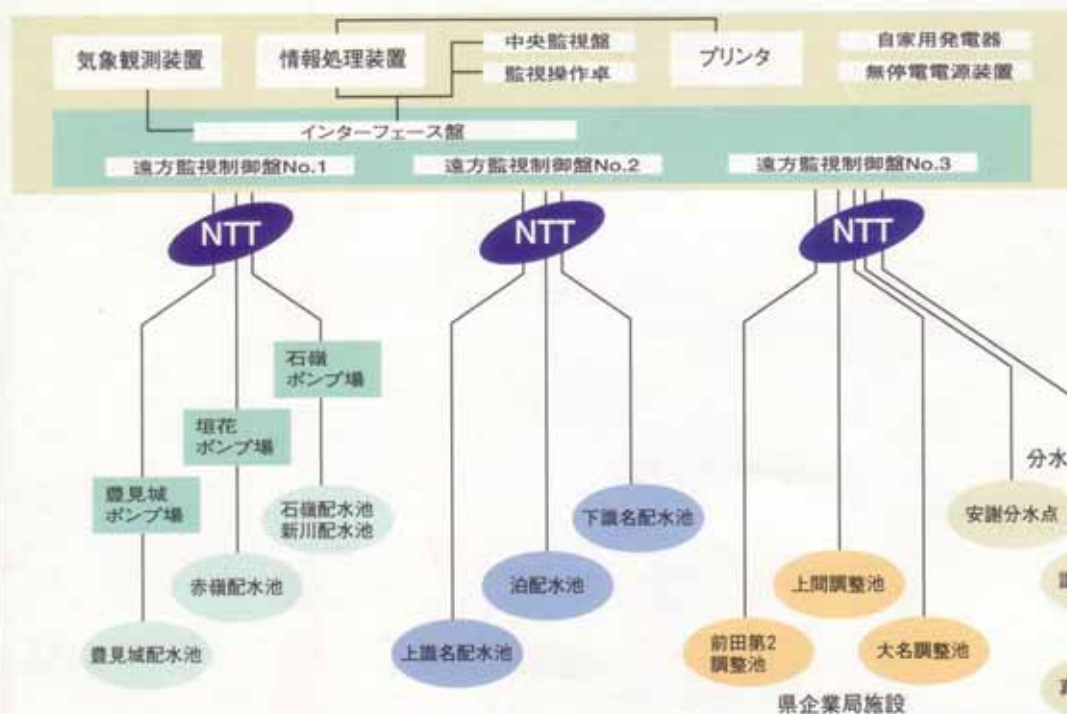 気象観測装置
情報処理装置
中央監視盤
監視操作卓
プリンタ
自家用発電器
無停電電源装置
インターフェース盤
遠方監視制御盤No.1
遠方監視制御盤No.2
遠方監視制御盤No.3
NTT
NTT
NTT
石嶺
ポンプ場
垣花
ポンプ場
豊見城
ポンプ場
石嶺配水池
新川配水池
赤嶺配水池
豊見城配水池
下識名配水池
泊配水池
上識名配水池
分水
安謝分水点
上間調整池
前田第2
調整池
大名調整池
県企業局施設